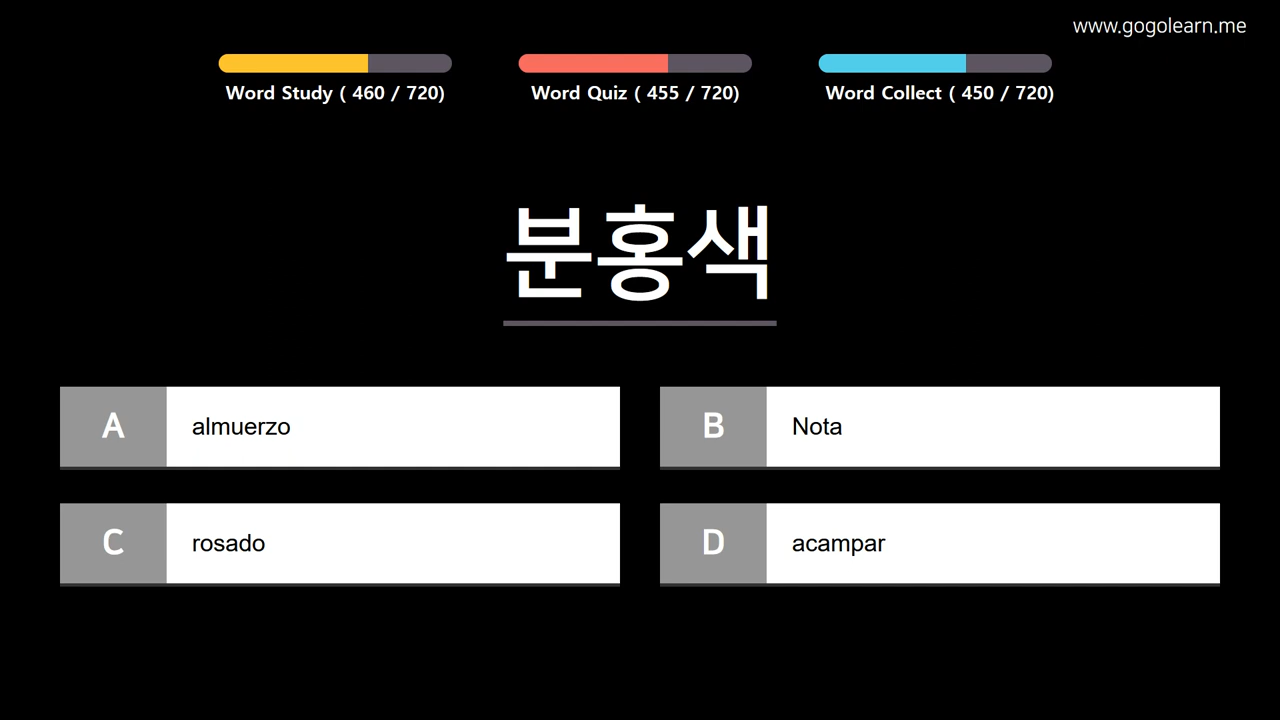 www.gogolearn.me
Word Study ( 460 / 720)
Word Quiz ( 455 / 720)
Word Collect ( 450 / 720)
분홍색
A almuerzo
B Nota
C rosado
D acampar